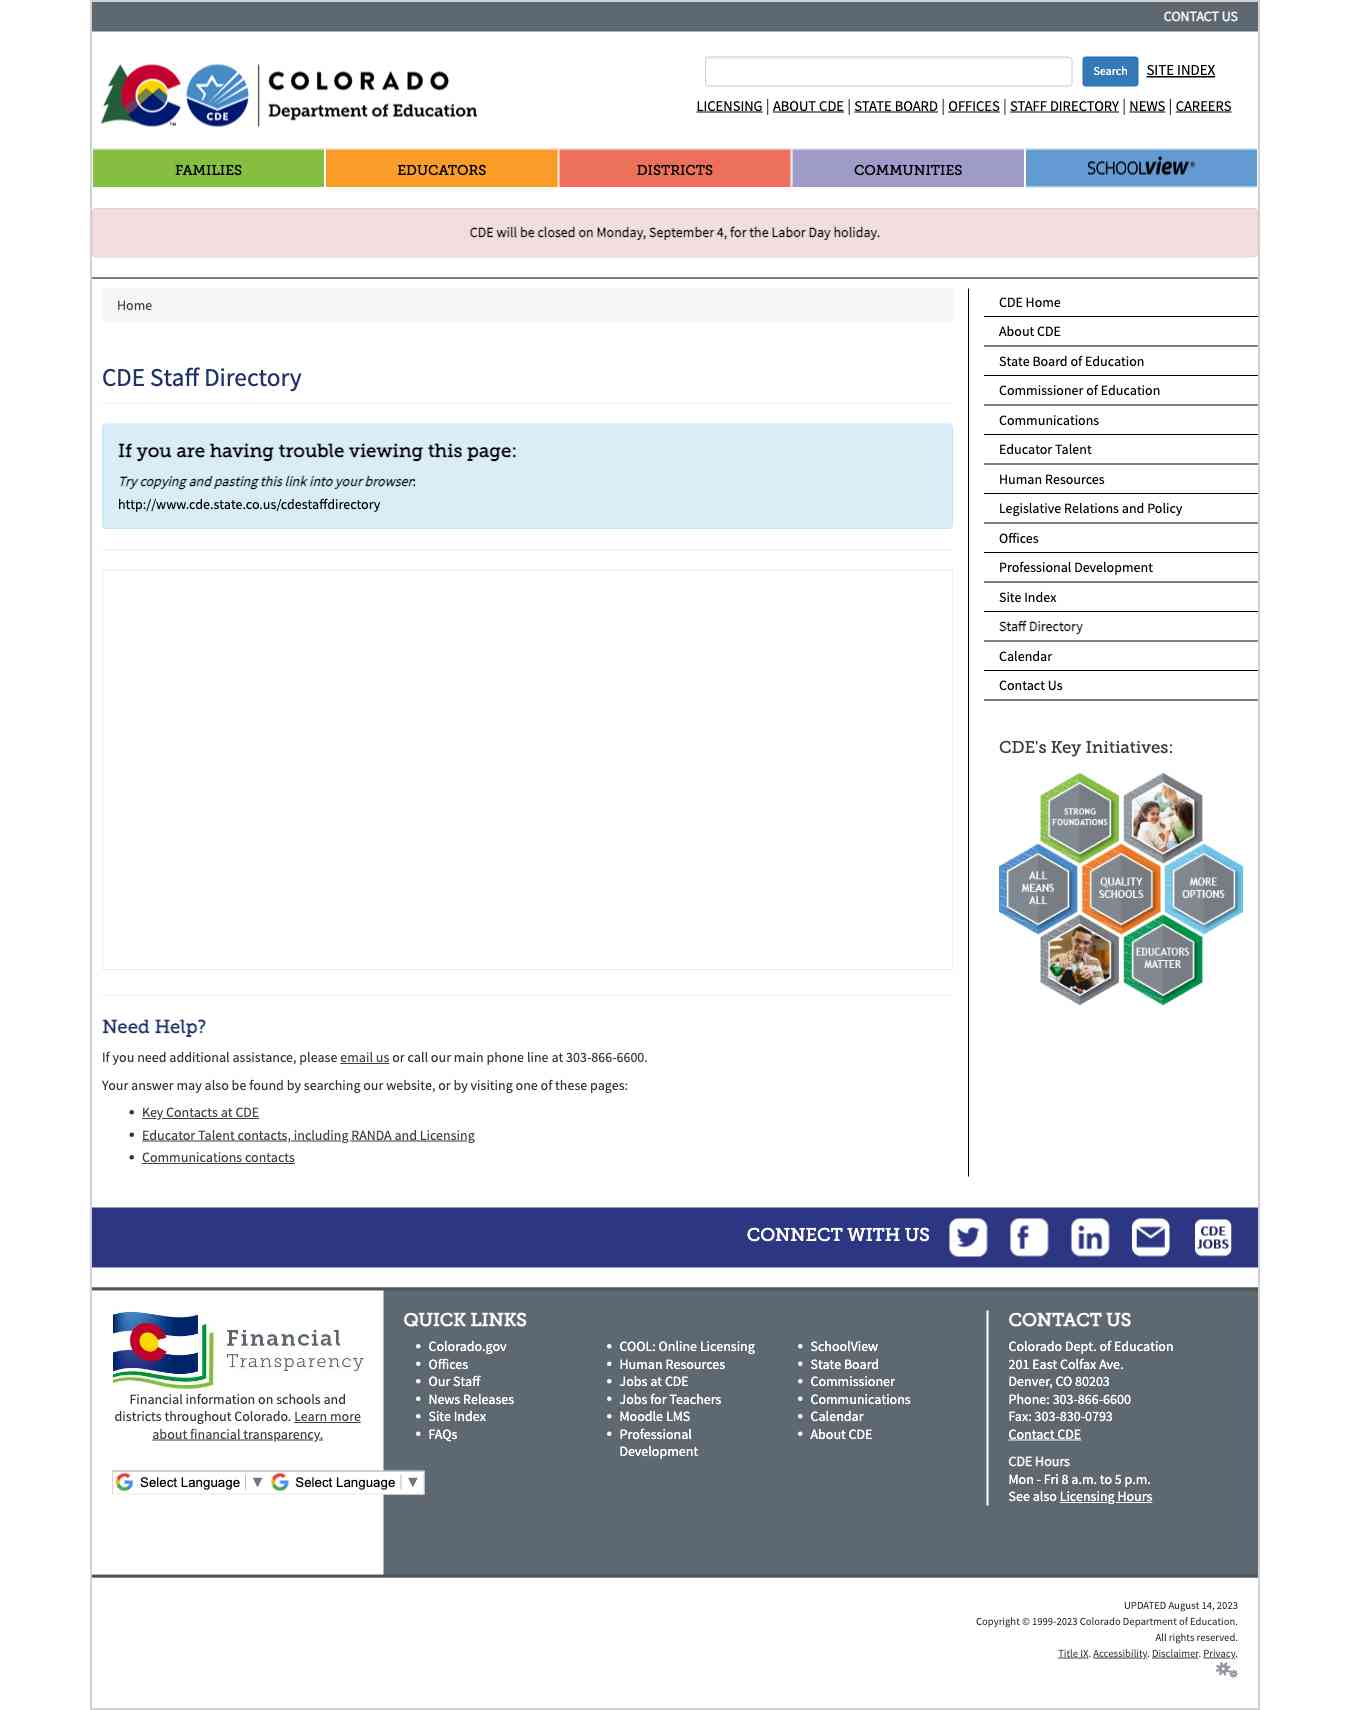 CONTACT US
COLORADO
Department of Education
CDE
TM
Search
SITE INDEX
LICENSING | ABOUT CDE | STATE BOARD | OFFICES | STAFF DIRECTORY | NEWS | CAREERS
FAMILIES
EDUCATORS
DISTRICTS
COMMUNITIES
SCHOOLVIEW®
CDE will be closed on Monday, September 4, for the Labor Day holiday.
Home
CDE Staff Directory
If you are having trouble viewing this page:
Try copying and pasting this link into your browser:
http://www.cde.state.co.us/cdestaffdirectory
Need Help?
If you need additional assistance, please email us or call our main phone line at 303-866-6600.
Your answer may also be found by searching our website, or by visiting one of these pages:
• Key Contacts at CDE
• Educator Talent contacts, including RANDA and Licensing
• Communications contacts
CDE Home
About CDE
State Board of Education
Commissioner of Education
Communications
Educator Talent
Human Resources
Legislative Relations and Policy
Offices
Professional Development
Site Index
Staff Directory
Calendar
Contact Us
CDE's Key Initiatives:
STRONG
FOUNDATIONS
ALL
MEANS
ALL
QUALITY
SCHOOLS
MORE
OPTIONS
EDUCATORS
MATTER
CONNECT WITH US
CDE
JOBS
Financial
Transparency
Financial information on schools and
districts throughout Colorado. Learn more
about financial transparency.
Select Language ▼
Select Language ▼
QUICK LINKS
• Colorado.gov
• Offices
• Our Staff
• News Releases
• Site Index
• FAQs
• COOL: Online Licensing
• Human Resources
• Jobs at CDE
• Jobs for Teachers
• Moodle LMS
• Professional
Development
• SchoolView
• State Board
• Commissioner
• Communications
• Calendar
• About CDE
CONTACT US
Colorado Dept. of Education
201 East Colfax Ave.
Denver, CO 80203
Phone: 303-866-6600
Fax: 303-830-0793
Contact CDE
CDE Hours
Mon - Fri 8 a.m. to 5 p.m.
See also Licensing Hours
UPDATED August 14, 2023
Copyright © 1999-2023 Colorado Department of Education.
All rights reserved.
Title IX. Accessibility. Disclaimer. Privacy.